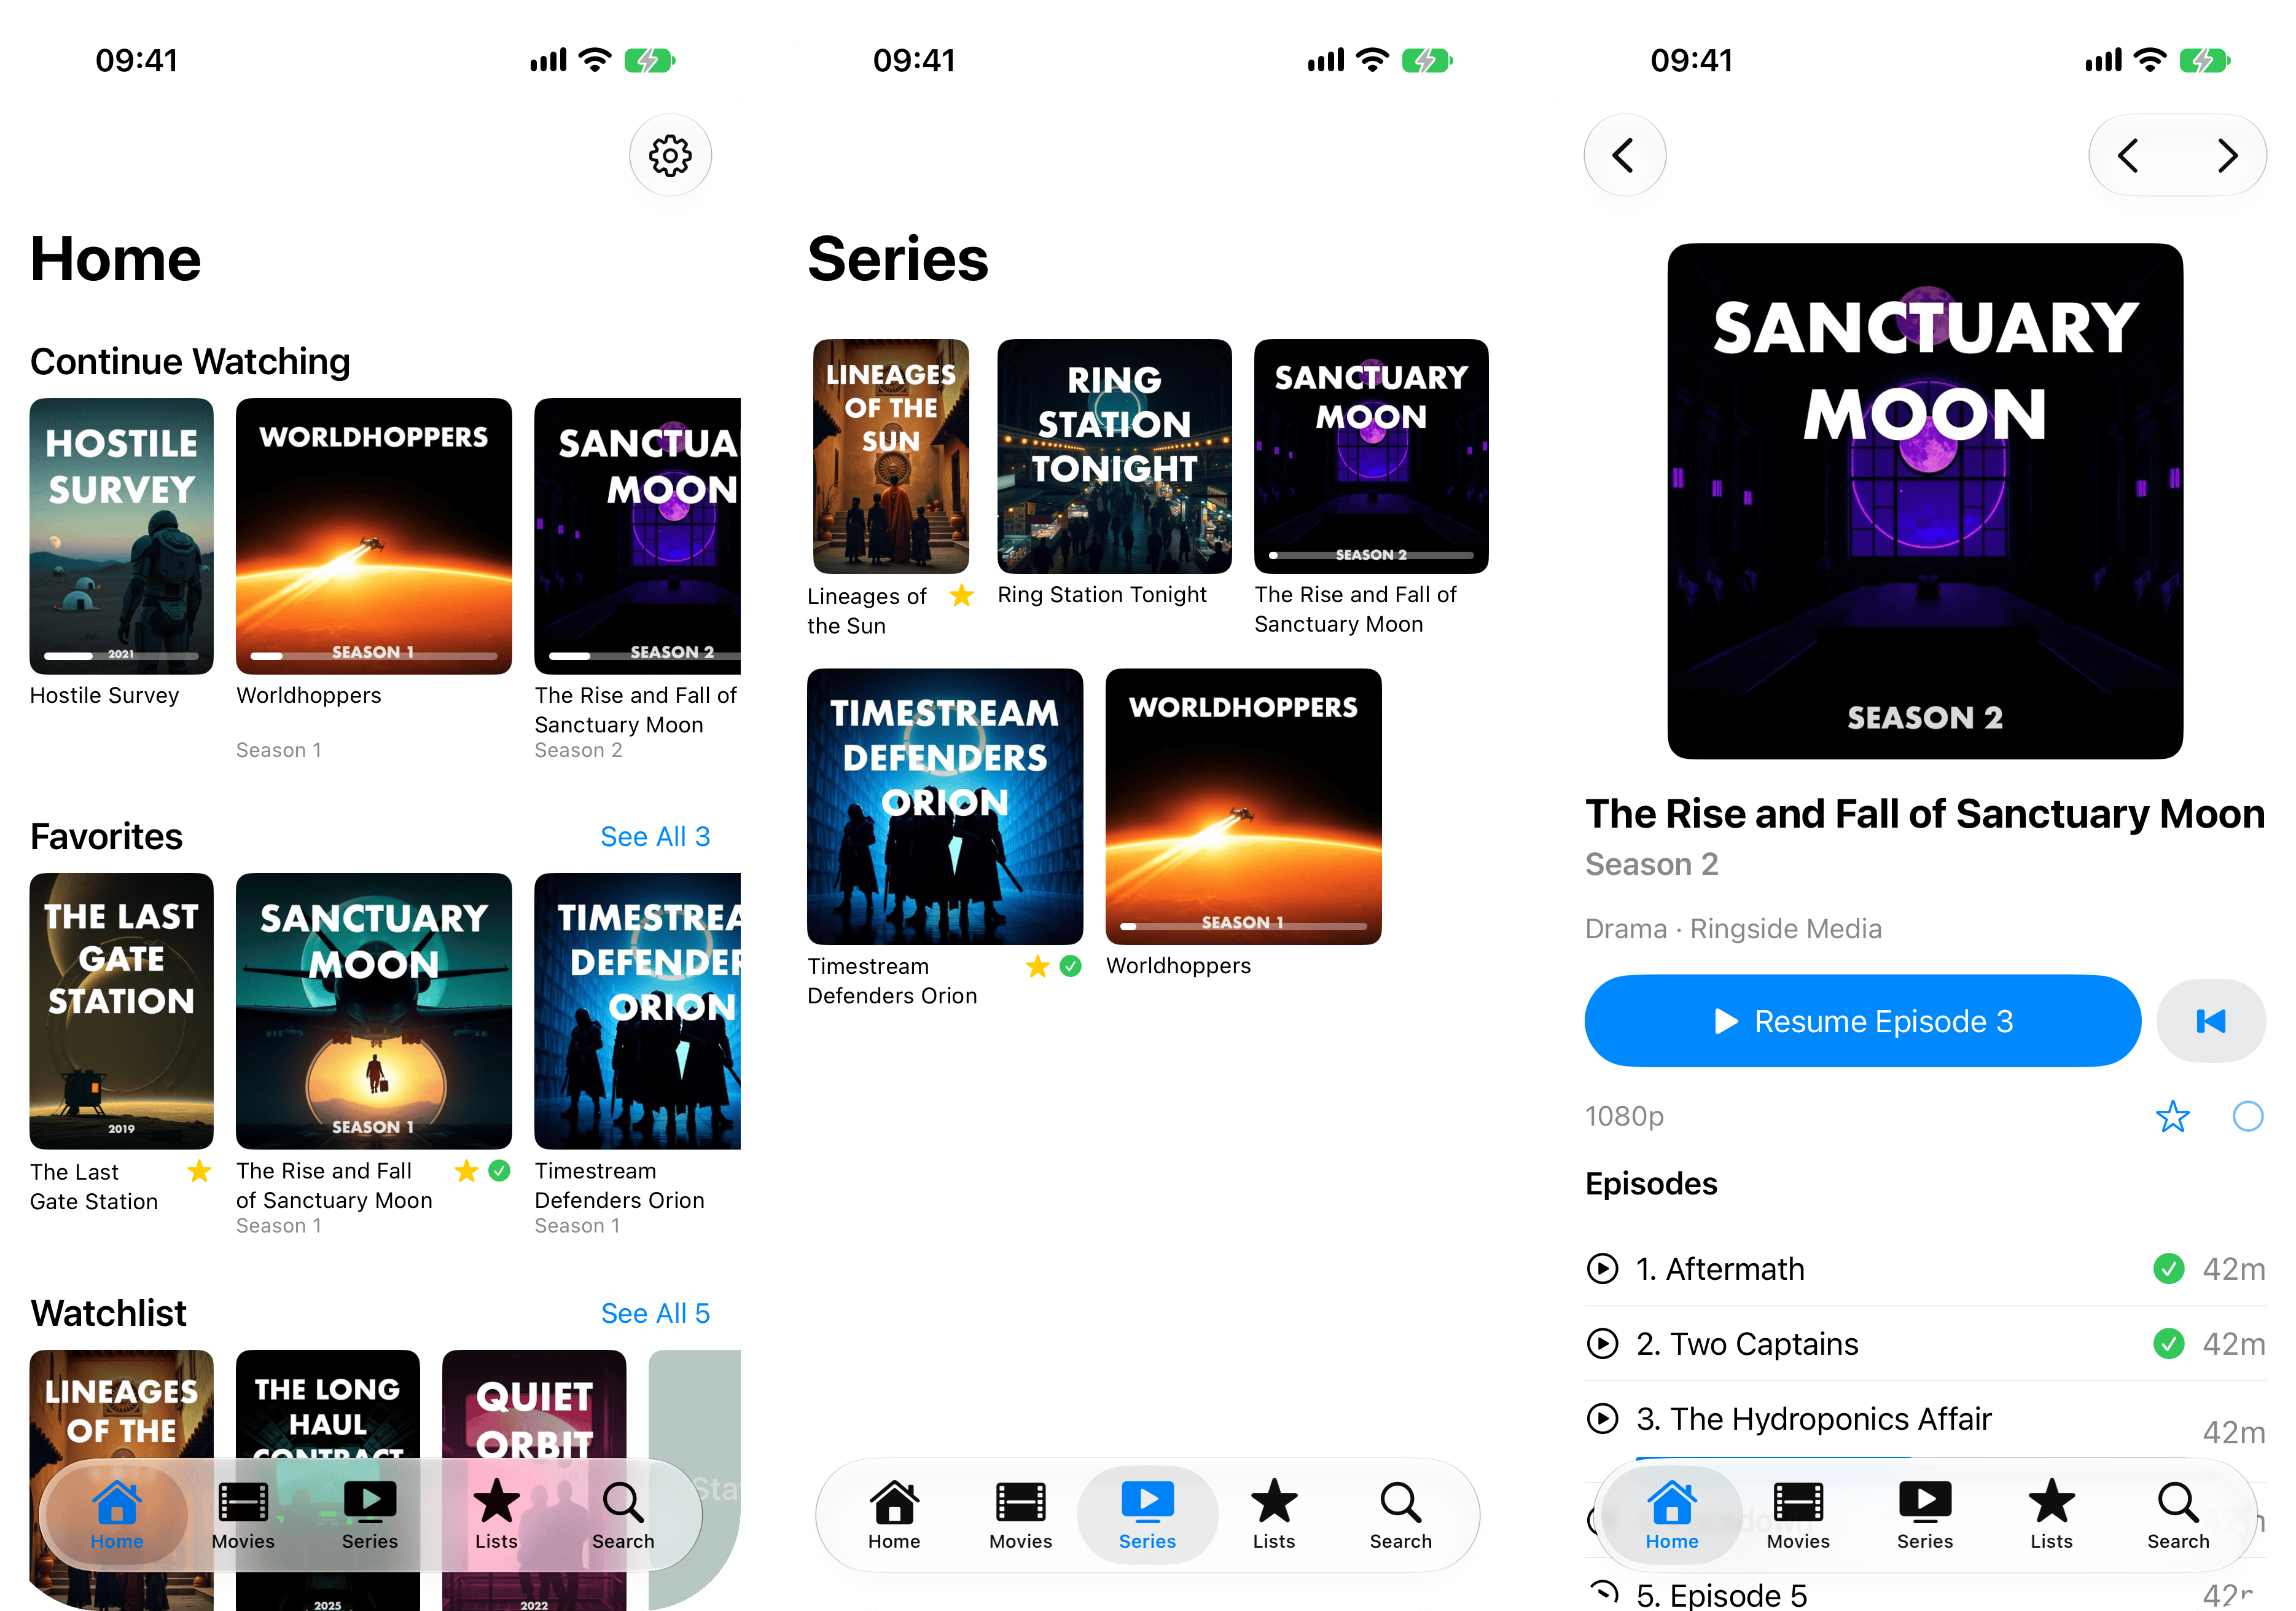 09:41
Home
Continue Watching
HOSTILE
SURVEY
2021
Hostile Survey
WORLDHOPPERS
SEASON 1
Worldhoppers
Season 1
SANCTUA
MOON
SEASON 2
The Rise and Fall of
Sanctuary Moon
Season 2
Favorites
See All 3
THE LAST
GATE
STATION
2019
The Last
Gate Station
SANCTUARY
MOON
SEASON 1
The Rise and Fall
of Sanctuary Moon
Season 1
TIMESTREA
DEFENDER
ORION
Timestream
Defenders Orion
Season 1
Watchlist
See All 5
LINEAGES
OF THE
THE LONG
HAUL
CONTRACT
2025
QUIET
ORBIT
2022
Sta
Home
Movies
Series
Lists
Search
09:41
Series
LINEAGES
OF THE
SUN
Lineages of
the Sun
RING
STATION
TONIGHT
Ring Station Tonight
SANCTUARY
MOON
SEASON 2
The Rise and Fall of
Sanctuary Moon
TIMESTREAM
DEFENDERS
ORION
Timestream
Defenders Orion
WORLDHOPPERS
SEASON 1
Worldhoppers
Home
Movies
Series
Lists
Search
09:41
SANCTUARY
MOON
SEASON 2
The Rise and Fall of Sanctuary Moon
Season 2
Drama · Ringside Media
Resume Episode 3
1080p
Episodes
1. Aftermath
42m
2. Two Captains
42m
3. The Hydroponics Affair
42m
5. Episode 5
Home
Movies
Series
Lists
Search